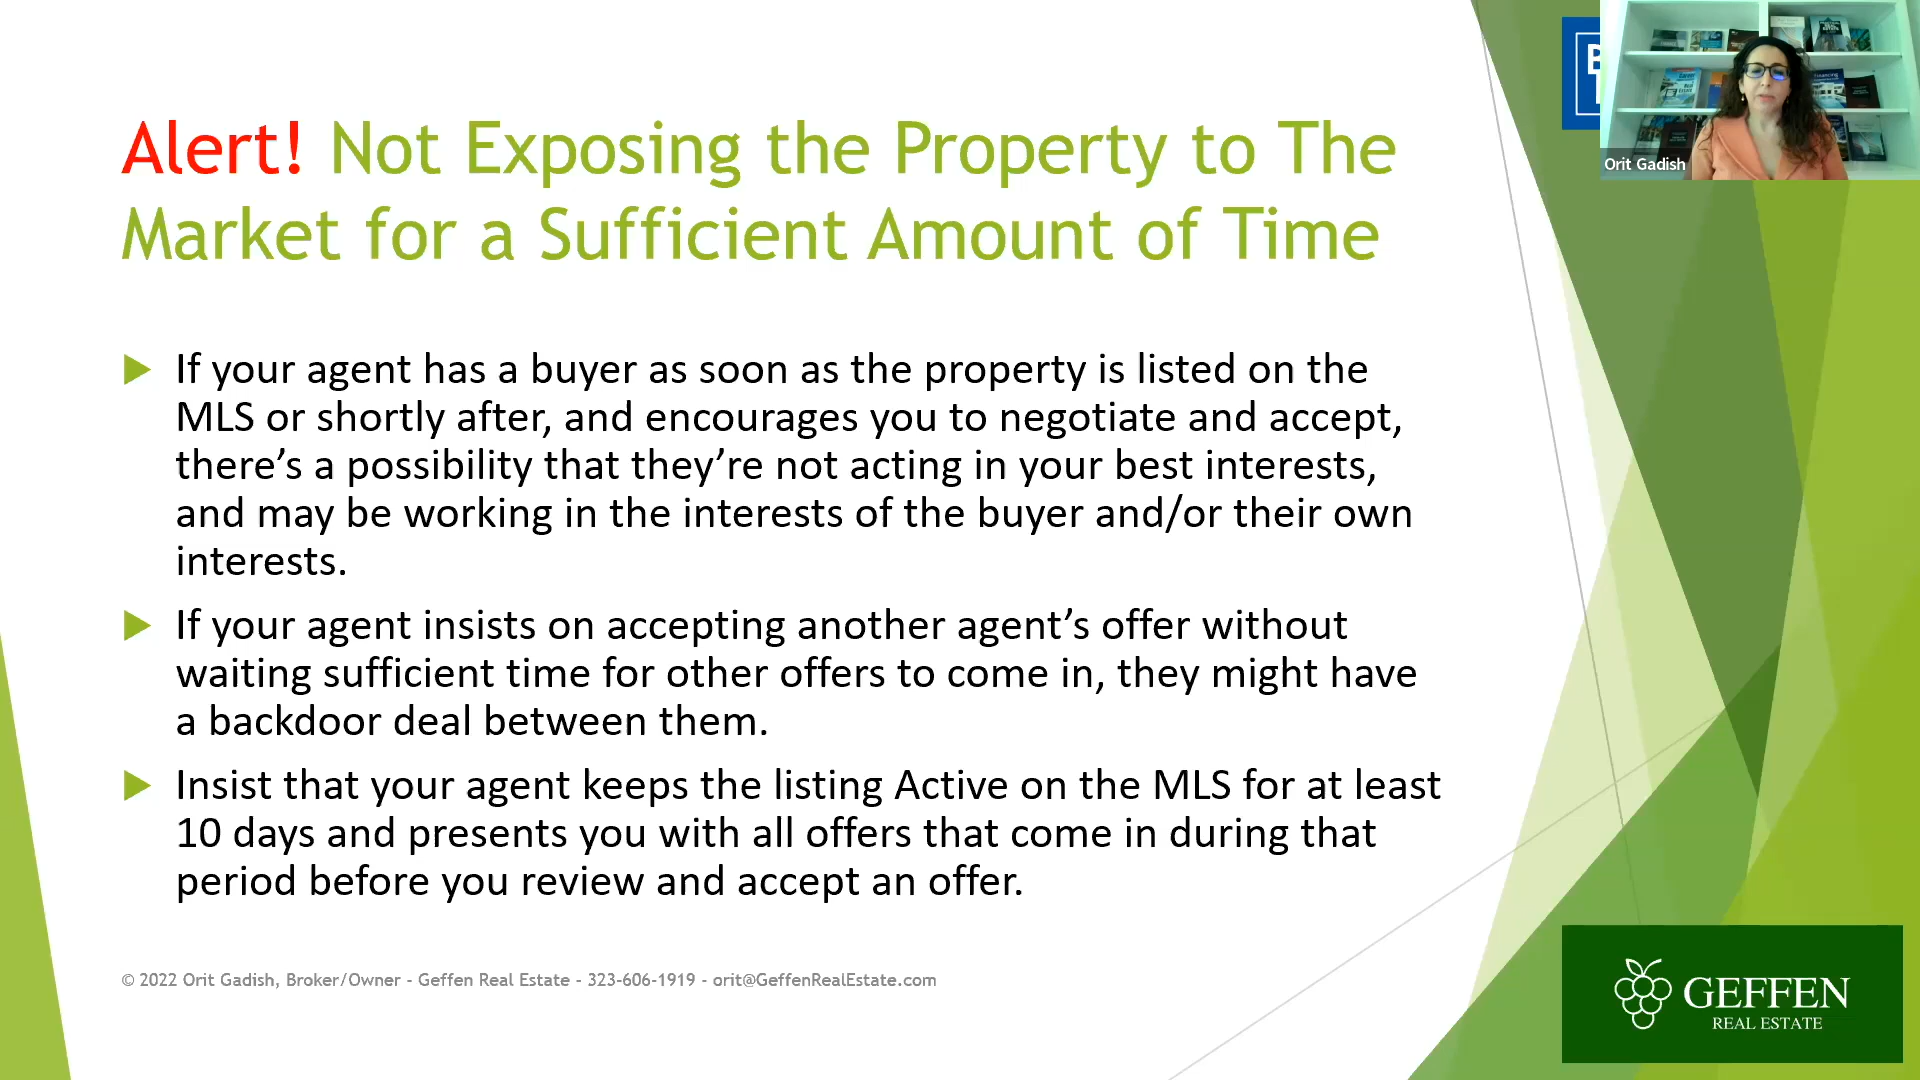 Alert! Not Exposing the Property to The
Market for a Sufficient Amount of Time
Orit Gadish
If your agent has a buyer as soon as the property is listed on the
MLS or shortly after, and encourages you to negotiate and accept,
there’s a possibility that they’re not acting in your best interests,
and may be working in the interests of the buyer and/or their own
interests.
If your agent insists on accepting another agent’s offer without
waiting sufficient time for other offers to come in, they might have
a backdoor deal between them.
Insist that your agent keeps the listing Active on the MLS for at least
10 days and presents you with all offers that come in during that
period before you review and accept an offer.
© 2022 Orit Gadish, Broker/Owner - Geffen Real Estate - 323-606-1919 - orit@GeffenRealEstate.com
GEFFEN
REAL ESTATE